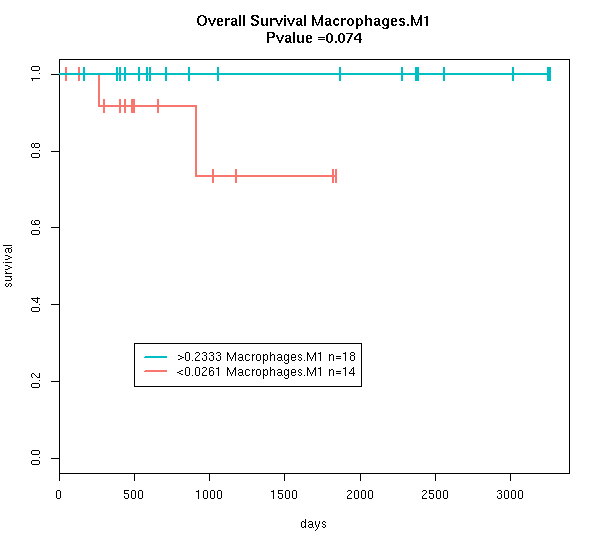 Overall Survival Macrophages.M1
Pvalue =0.074
1.0
0.8
0.6
0.4
0.2
0.0
survival
>0.2333 Macrophages.M1 n=18
<0.0261 Macrophages.M1 n=14
0 500 1000 1500 2000 2500 3000
days